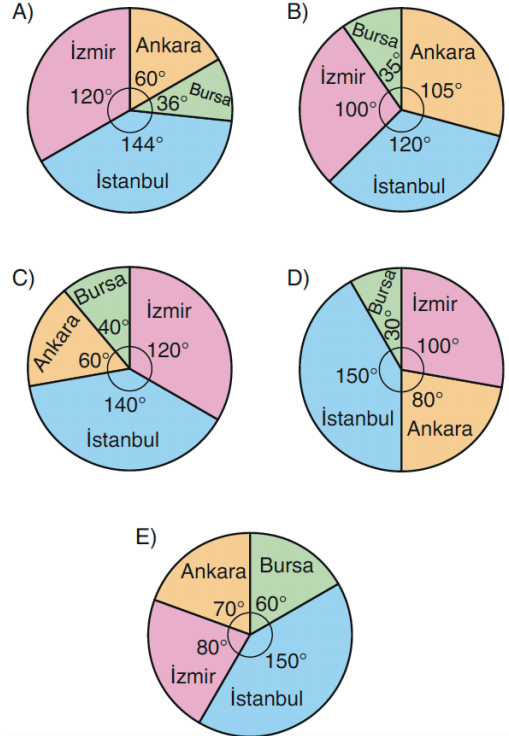 A)
İzmir
Ankara
60°
120°
36°
Bursa
144°
İstanbul
B)
Bursa
35°
Ankara
İzmir
105°
100°
120°
İstanbul
C)
Bursa
40°
İzmir
Ankara
60°
120°
140°
İstanbul
D)
Bursa
30°
İzmir
100°
150°
80°
İstanbul
Ankara
E)
Ankara
Bursa
70°
60°
80°
İzmir
150°
İstanbul